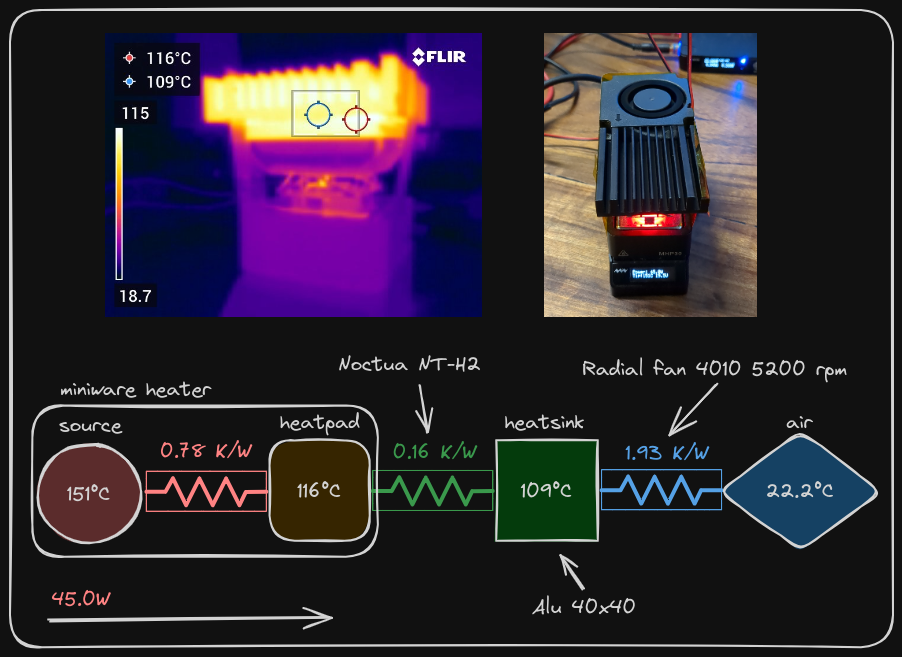 116°C
109°C
FLIR
115
18.7
Noctua NT-H2
Radial fan 4010 5200 rpm
miniware heater
source
heatpad
heatsink
air
0.78 K/W
0.16 K/W
1.93 K/W
151°C
116°C
109°C
22.2°C
45.0W
Alu 40x40